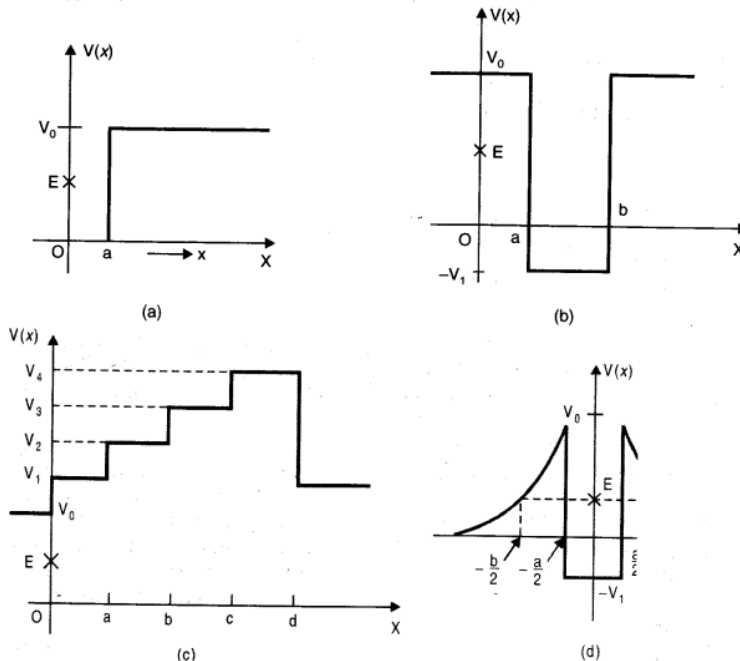 V(x)
V₀
E
O
a
x
X
(a)
V(x)
V₀
E
O
a
b
X
−V₁
(b)
V(x)
V₄
V₃
V₂
V₁
V₀
E
O
a
b
c
d
X
(c)
V(x)
V₀
E
− b/2
− a/2
−V₁
(d)